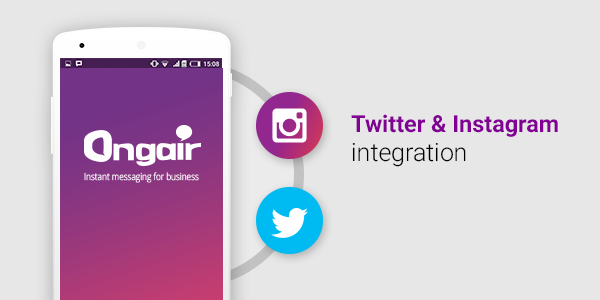 15:08
Ongair
Instant messaging for business
Twitter & Instagram
integration